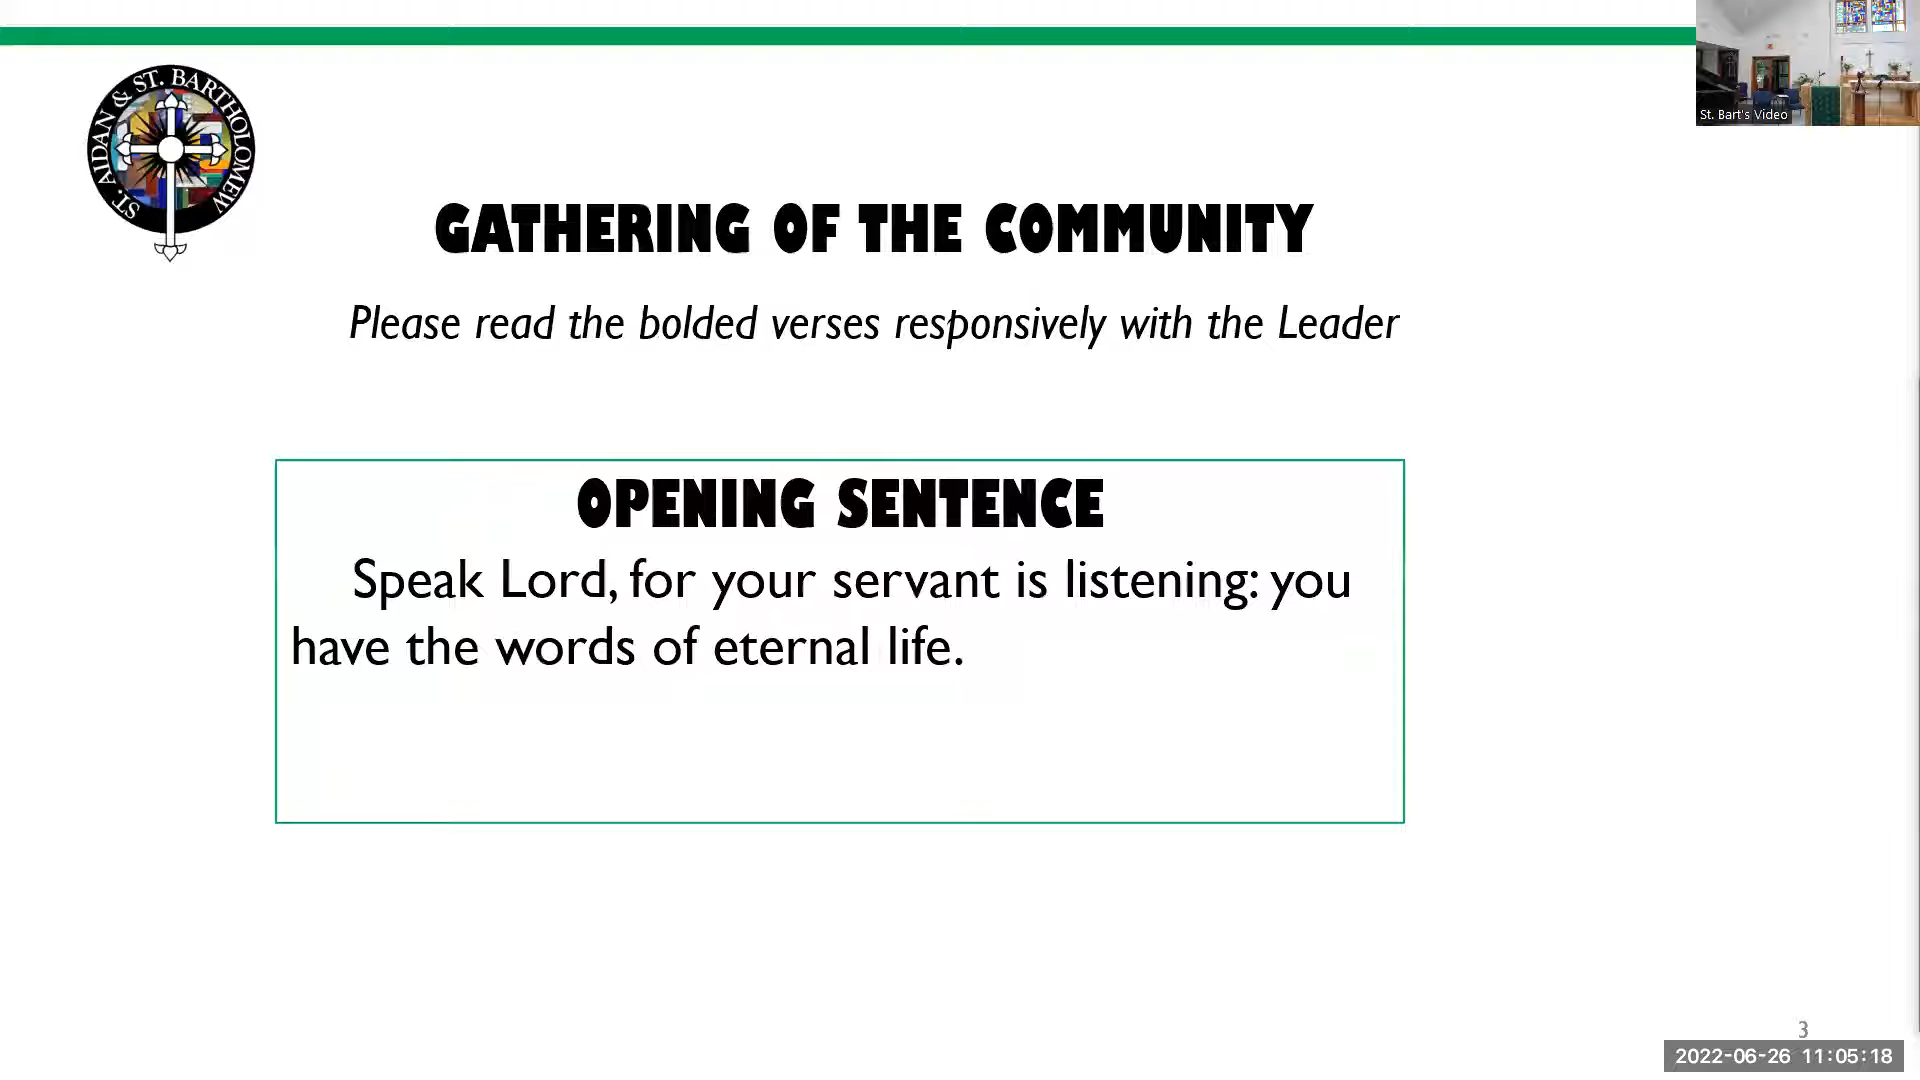 ST. AIDAN & ST. BARTHOLOMEW
St. Bart's Video
GATHERING OF THE COMMUNITY
Please read the bolded verses responsively with the Leader
OPENING SENTENCE
Speak Lord, for your servant is listening: you
have the words of eternal life.
3
2022-06-26 11:05:18